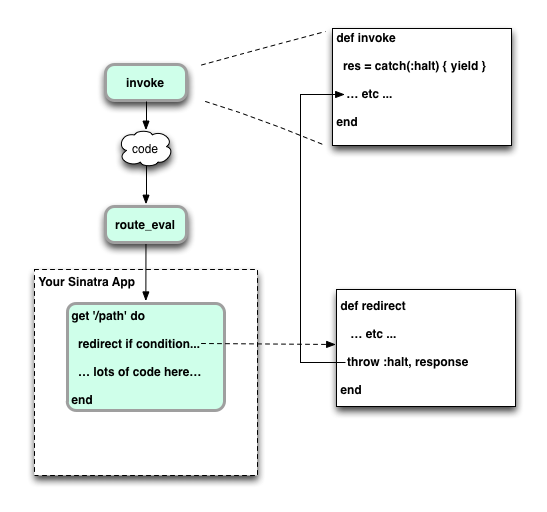 invoke
code
route_eval
Your Sinatra App
get '/path' do
redirect if condition...
… lots of code here…
end
def invoke
res = catch(:halt) { yield }
… etc ...
end
def redirect
… etc ...
throw :halt, response
end